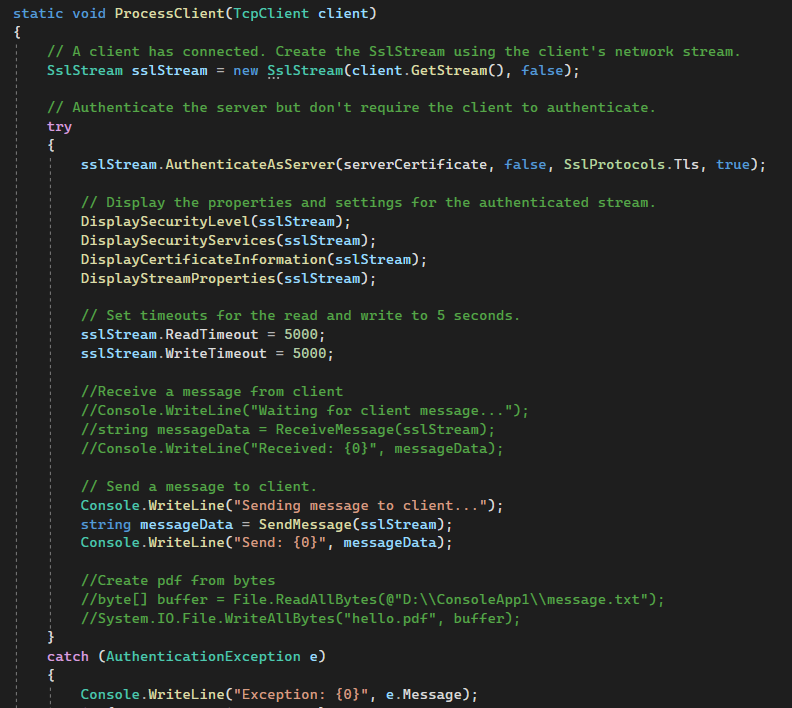 static void ProcessClient(TcpClient client)
{
// A client has connected. Create the SslStream using the client's network stream.
SslStream sslStream = new SslStream(client.GetStream(), false);
// Authenticate the server but don't require the client to authenticate.
try
{
sslStream.AuthenticateAsServer(serverCertificate, false, SslProtocols.Tls, true);
// Display the properties and settings for the authenticated stream.
DisplaySecurityLevel(sslStream);
DisplaySecurityServices(sslStream);
DisplayCertificateInformation(sslStream);
DisplayStreamProperties(sslStream);
// Set timeouts for the read and write to 5 seconds.
sslStream.ReadTimeout = 5000;
sslStream.WriteTimeout = 5000;
//Receive a message from client
//Console.WriteLine("Waiting for client message...");
//string messageData = ReceiveMessage(sslStream);
//Console.WriteLine("Received: {0}", messageData);
// Send a message to client.
Console.WriteLine("Sending message to client...");
string messageData = SendMessage(sslStream);
Console.WriteLine("Send: {0}", messageData);
//Create pdf from bytes
//byte[] buffer = File.ReadAllBytes(@"D:\\ConsoleApp1\\message.txt");
//System.IO.File.WriteAllBytes("hello.pdf", buffer);
}
catch (AuthenticationException e)
{
Console.WriteLine("Exception: {0}", e.Message);